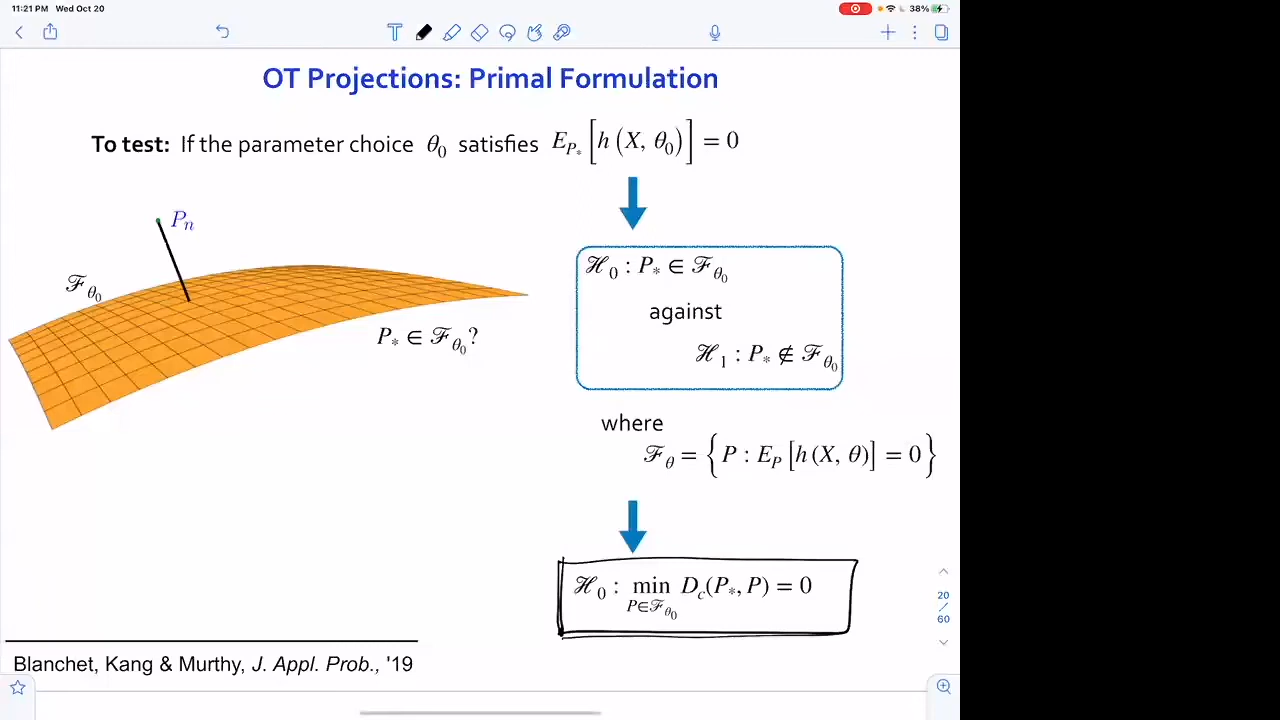 11:21 PM Wed Oct 20
38%
OT Projections: Primal Formulation
To test: If the parameter choice θ₀ satisfies E_{P_*}[h(X, θ₀)] = 0
P_n
ℱ_{θ₀}
P_* ∈ ℱ_{θ₀}?
ℋ₀ : P_* ∈ ℱ_{θ₀}
against
ℋ₁ : P_* ∉ ℱ_{θ₀}
where
ℱ_θ = {P : E_P[h(X, θ)] = 0}
ℋ₀ : min_{P∈ℱ_{θ₀}} D_c(P_*, P) = 0
20
/
60
Blanchet, Kang & Murthy, J. Appl. Prob., '19